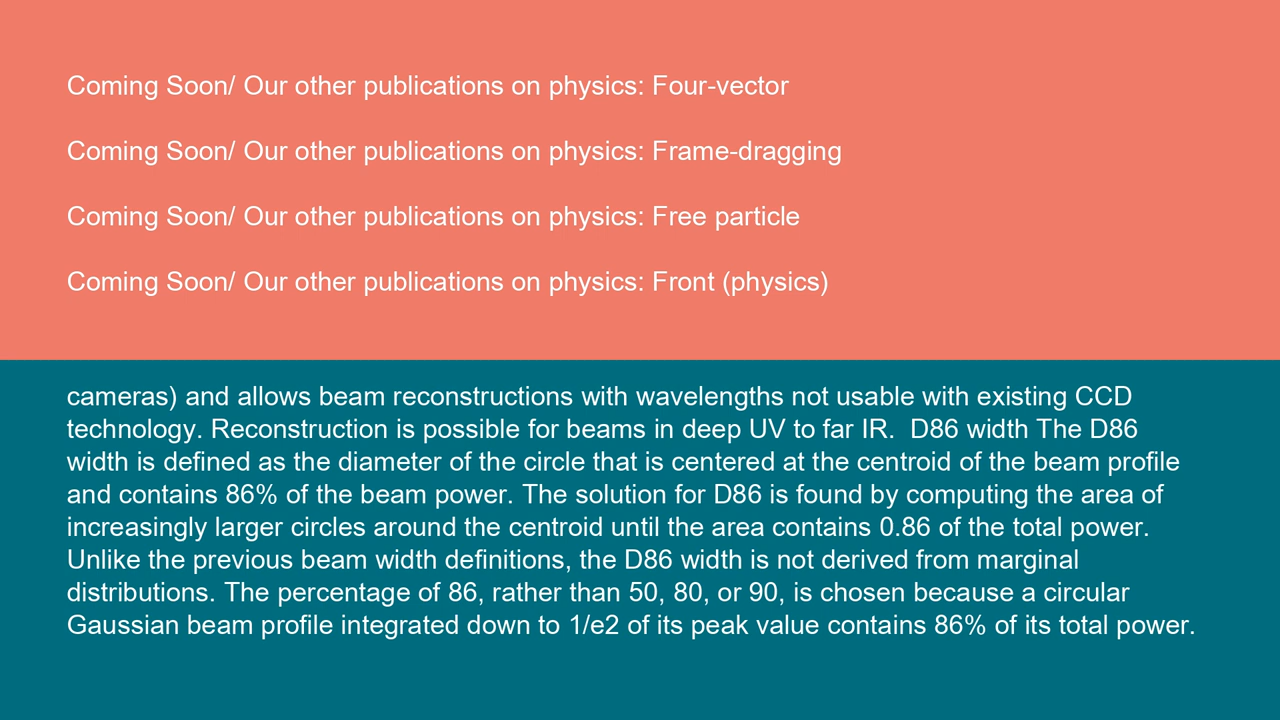 Coming Soon/ Our other publications on physics: Four-vector
Coming Soon/ Our other publications on physics: Frame-dragging
Coming Soon/ Our other publications on physics: Free particle
Coming Soon/ Our other publications on physics: Front (physics)
cameras) and allows beam reconstructions with wavelengths not usable with existing CCD
technology. Reconstruction is possible for beams in deep UV to far IR.  D86 width The D86
width is defined as the diameter of the circle that is centered at the centroid of the beam profile
and contains 86% of the beam power. The solution for D86 is found by computing the area of
increasingly larger circles around the centroid until the area contains 0.86 of the total power.
Unlike the previous beam width definitions, the D86 width is not derived from marginal
distributions. The percentage of 86, rather than 50, 80, or 90, is chosen because a circular
Gaussian beam profile integrated down to 1/e2 of its peak value contains 86% of its total power.